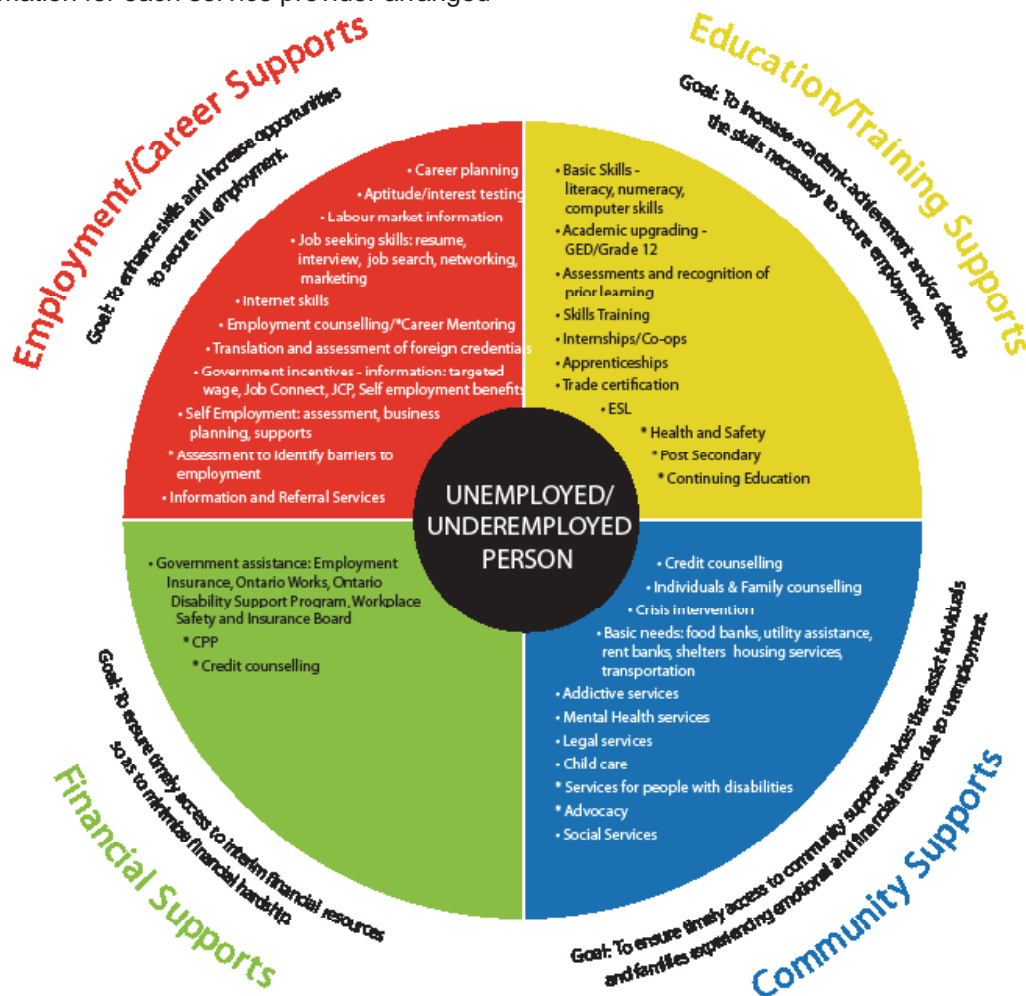 mation for each service provider arranged
Employment/Career Supports
Goal: To enhance skills and increase opportunities
to secure full employment.
• Career planning
• Aptitude/interest testing
• Labour market information
• Job seeking skills: resume,
interview, job search, networking,
marketing
• Internet skills
• Employment counselling/*Career Mentoring
• Translation and assessment of foreign credentials
• Government incentives - information: targeted
wage, Job Connect, JCP, Self employment benefits
• Self Employment: assessment, business
planning, supports
* Assessment to identify barriers to
employment
• Information and Referral Services
Education/Training Supports
Goal: To increase academic achievement and/or develop
the skills necessary to secure employment.
• Basic Skills -
literacy, numeracy,
computer skills
• Academic upgrading -
GED/Grade 12
• Assessments and recognition of
prior learning
• Skills Training
• Internships/Co-ops
• Apprenticeships
• Trade certification
• ESL
* Health and Safety
* Post Secondary
* Continuing Education
UNEMPLOYED/
UNDEREMPLOYED
PERSON
• Government assistance: Employment
Insurance, Ontario Works, Ontario
Disability Support Program, Workplace
Safety and Insurance Board
* CPP
* Credit counselling
Goal: To ensure timely access to interim financial resources
so as to minimize financial hardship.
Financial Supports
• Credit counselling
• Individuals & Family counselling
• Crisis intervention
• Basic needs: food banks, utility assistance,
rent banks, shelters housing services,
transportation
• Addictive services
• Mental Health services
• Legal services
• Child care
* Services for people with disabilities
* Advocacy
• Social Services
Goal: To ensure timely access to community support services that assist individuals
and families experiencing emotional and financial stress due to unemployment.
Community Supports